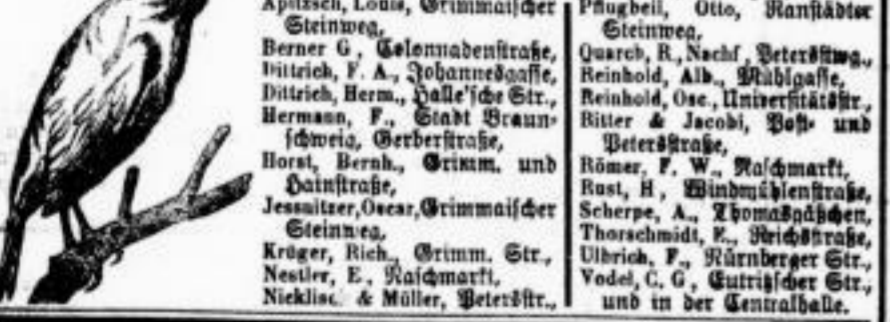 Apitzsch, Louis, Grimmaischer
Steinweg,
Berner G, Colonnadenstraße,
Dittrich, F. A., Johannesgasse,
Dittrich, Herm., Halle'sche Str.,
Hermann, F., Stadt Braun-
schweig, Gerberstraße,
Horst, Bernh., Grimm. und
Hainstraße,
Jessnitzer, Oscar, Grimmaischer
Steinweg,
Krüger, Rich., Grimm. Str.,
Nestler, E., Naschmarkt,
Nicklisc & Müller, Petersstr.,
Pflugbeil, Otto, Ranstädter
Steinweg,
Quarch, R., Nachf, Peterssteinwg.,
Reinhold, Alb., Mühlgasse,
Reinhold, Osc., Universitätsstr.,
Ritter & Jacobi, Post- und
Petersstraße,
Römer, F. W., Naschmarkt,
Rust, H, Windmühlenstraße,
Scherpe, A., Thomasgäßchen,
Thorschmidt, E., Reichsstraße,
Ulbrich, F., Nürnberger Str.,
Vodel, C. G, Eutritzscher Str.,
und in der Centralhalle.